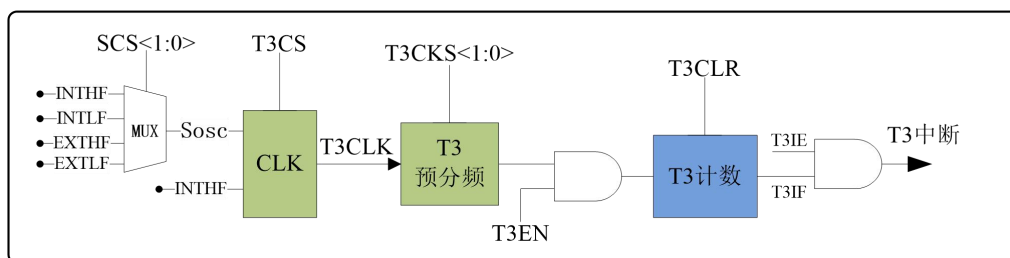 SCS<1:0>
T3CS
T3CKS<1:0>
T3CLR
INTHF
INTLF
EXTHF
EXTLF
MUX
Sosc
INTHF
CLK
T3CLK
T3
预分频
T3EN
T3计数
T3IE
T3IF
T3中断